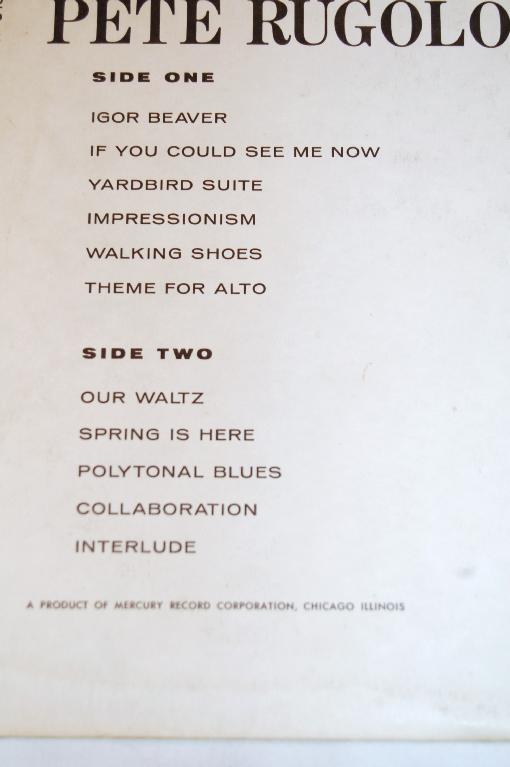 PETE RUGOLO
SIDE ONE
IGOR BEAVER
IF YOU COULD SEE ME NOW
YARDBIRD SUITE
IMPRESSIONISM
WALKING SHOES
THEME FOR ALTO
SIDE TWO
OUR WALTZ
SPRING IS HERE
POLYTONAL BLUES
COLLABORATION
INTERLUDE
A PRODUCT OF MERCURY RECORD CORPORATION, CHICAGO ILLINOIS